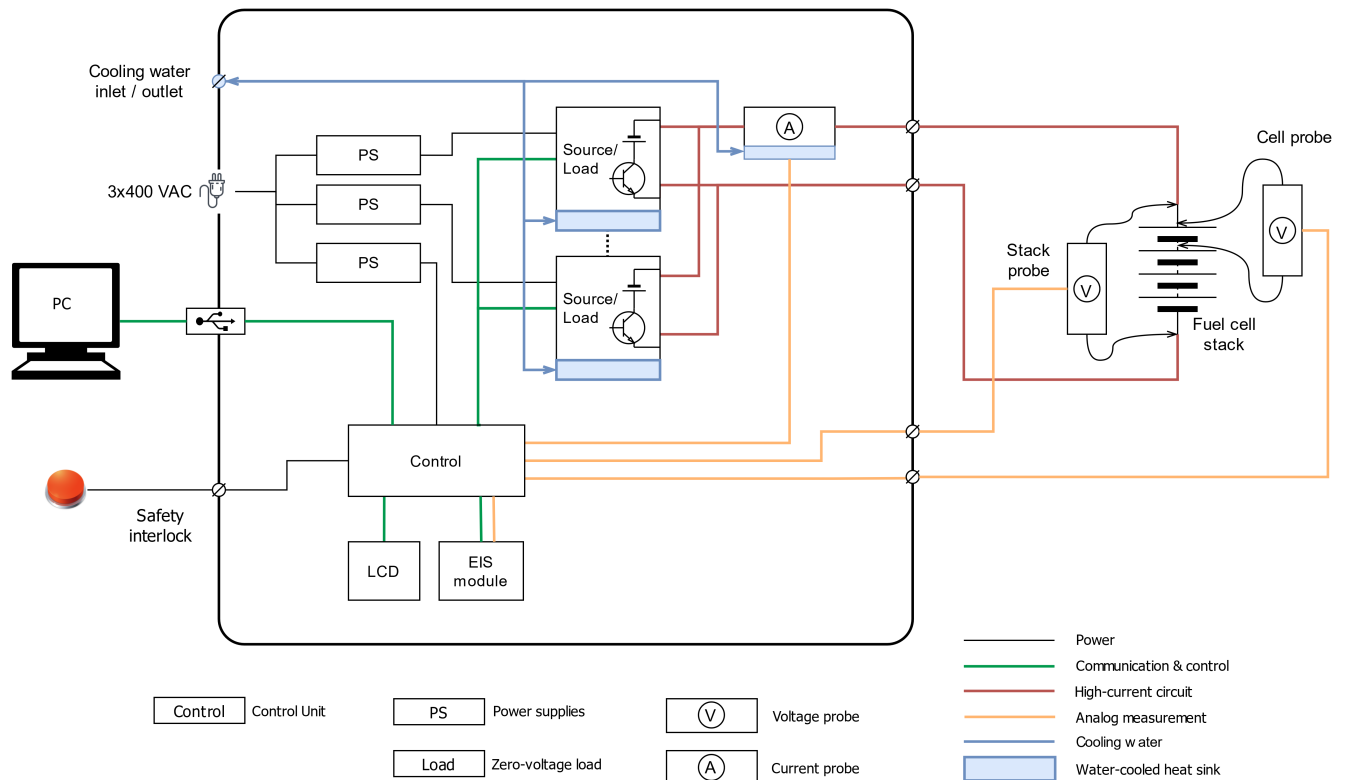 Cooling water
inlet / outlet
3x400 VAC
PS
PS
PS
Source/
Load
Source/
Load
A
Cell probe
V
Stack
probe
V
Fuel cell
stack
PC
Control
Safety
interlock
LCD
EIS
module
Control
Control Unit
PS
Power supplies
Load
Zero-voltage load
V
Voltage probe
A
Current probe
Power
Communication & control
High-current circuit
Analog measurement
Cooling water
Water-cooled heat sink